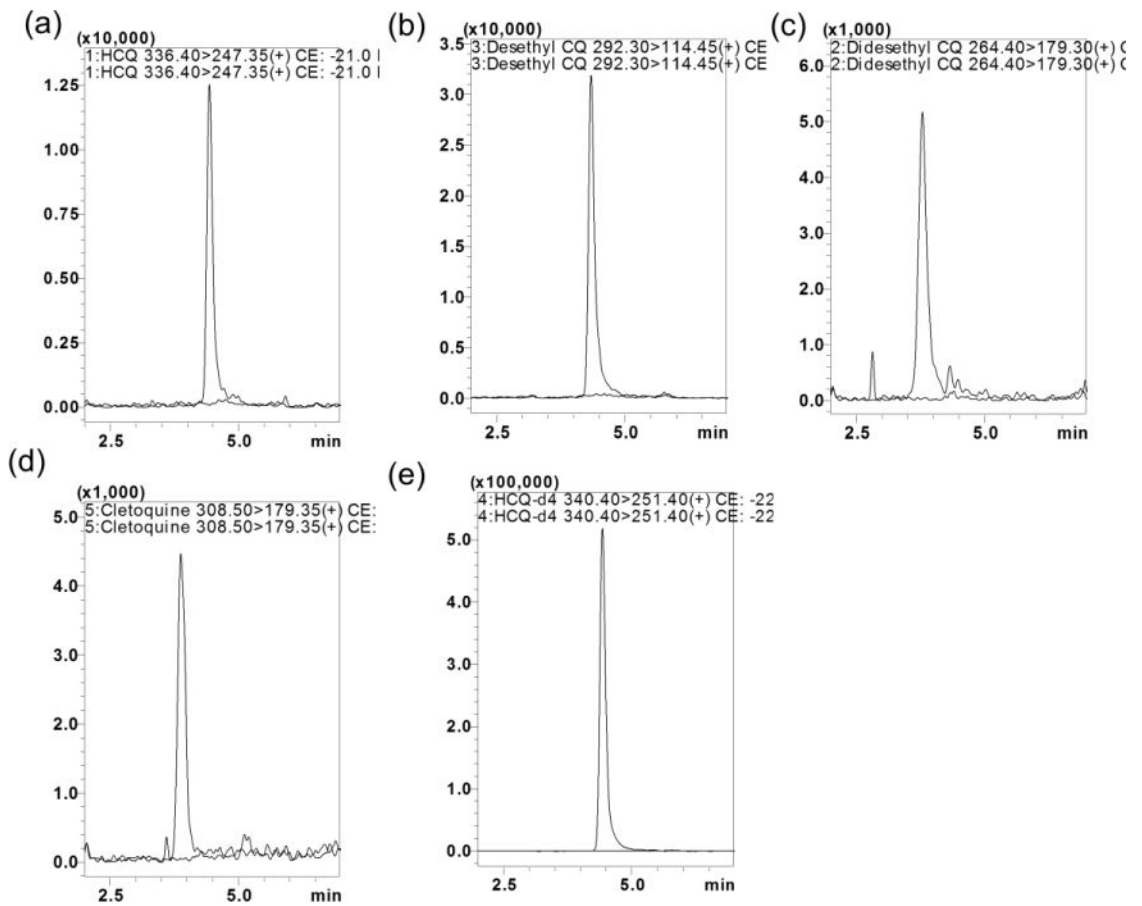 (a)
(x10,000)
1:HCQ 336.40>247.35(+) CE: -21.0 l
1:HCQ 336.40>247.35(+) CE: -21.0 l
1.25
1.00
0.75
0.50
0.25
0.00
2.5 5.0 min
(b)
(x10,000)
3:Desethyl CQ 292.30>114.45(+) CE
3:Desethyl CQ 292.30>114.45(+) CE
3.5
3.0
2.5
2.0
1.5
1.0
0.5
0.0
2.5 5.0 min
(c)
(x1,000)
2:Didesethyl CQ 264.40>179.30(+) C
2:Didesethyl CQ 264.40>179.30(+) C
6.0
5.0
4.0
3.0
2.0
1.0
0.0
2.5 5.0 min
(d)
(x1,000)
5:Cletoquine 308.50>179.35(+) CE:
5:Cletoquine 308.50>179.35(+) CE:
5.0
4.0
3.0
2.0
1.0
0.0
2.5 5.0 min
(e)
(x100,000)
4:HCQ-d4 340.40>251.40(+) CE: -22
4:HCQ-d4 340.40>251.40(+) CE: -22
5.0
4.0
3.0
2.0
1.0
0.0
2.5 5.0 min